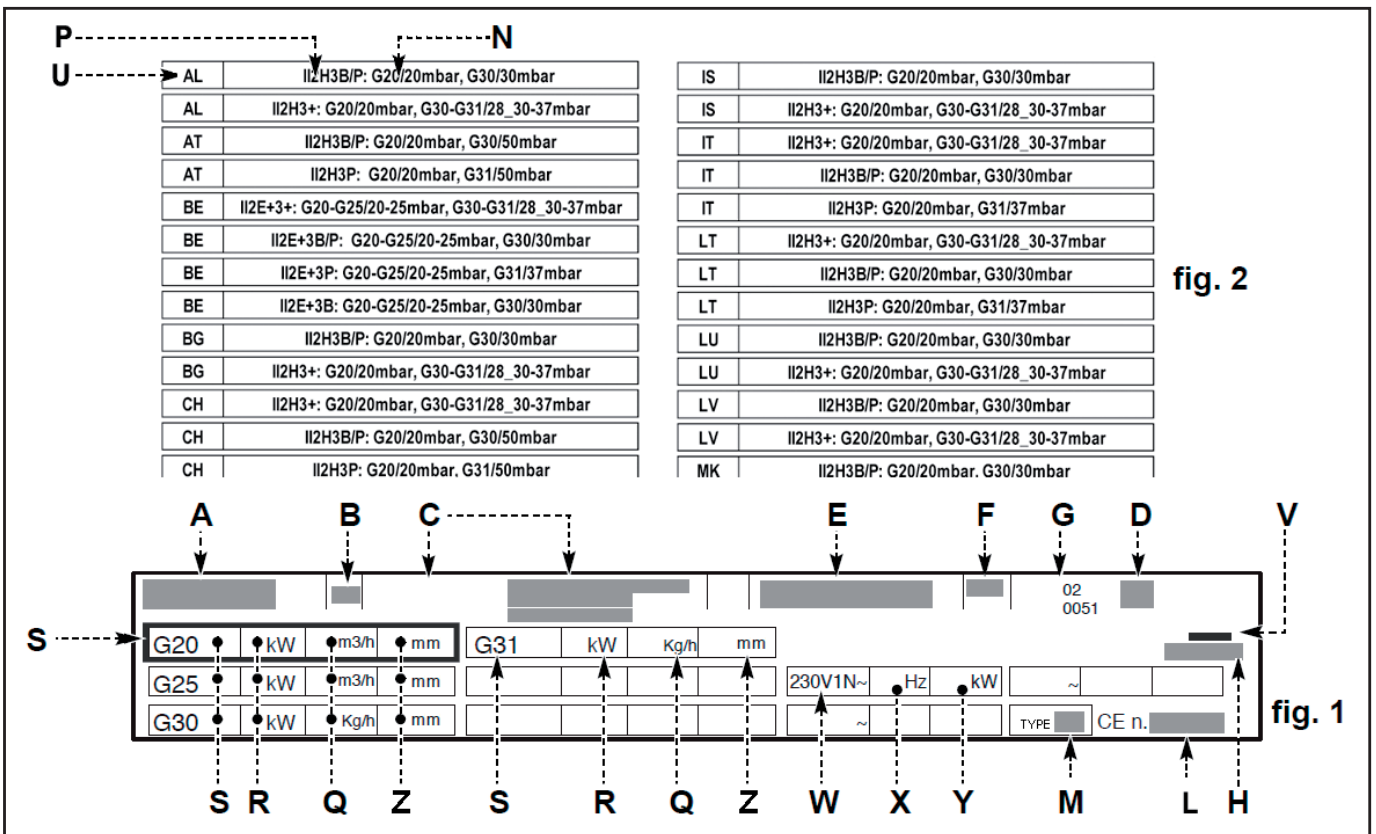 P N
U
AL II2H3B/P: G20/20mbar, G30/30mbar
AL II2H3+: G20/20mbar, G30-G31/28_30-37mbar
AT II2H3B/P: G20/20mbar, G30/50mbar
AT II2H3P: G20/20mbar, G31/50mbar
BE II2E+3+: G20-G25/20-25mbar, G30-G31/28_30-37mbar
BE II2E+3B/P: G20-G25/20-25mbar, G30/30mbar
BE II2E+3P: G20-G25/20-25mbar, G31/37mbar
BE II2E+3B: G20-G25/20-25mbar, G30/30mbar
BG II2H3B/P: G20/20mbar, G30/30mbar
BG II2H3+: G20/20mbar, G30-G31/28_30-37mbar
CH II2H3+: G20/20mbar, G30-G31/28_30-37mbar
CH II2H3B/P: G20/20mbar, G30/50mbar
CH II2H3P: G20/20mbar, G31/50mbar
IS II2H3B/P: G20/20mbar, G30/30mbar
IS II2H3+: G20/20mbar, G30-G31/28_30-37mbar
IT II2H3+: G20/20mbar, G30-G31/28_30-37mbar
IT II2H3B/P: G20/20mbar, G30/30mbar
IT II2H3P: G20/20mbar, G31/37mbar
LT II2H3+: G20/20mbar, G30-G31/28_30-37mbar
LT II2H3B/P: G20/20mbar, G30/30mbar
LT II2H3P: G20/20mbar, G31/37mbar
LU II2H3B/P: G20/20mbar, G30/30mbar
LU II2H3+: G20/20mbar, G30-G31/28_30-37mbar
LV II2H3B/P: G20/20mbar, G30/30mbar
LV II2H3+: G20/20mbar, G30-G31/28_30-37mbar
MK II2H3B/P: G20/20mbar, G30/30mbar
fig. 2
A B C E F G D V
02
0051
S G20 kW m3/h mm G31 kW Kg/h mm
G25 kW m3/h mm 230V1N~ Hz kW ~
G30 kW Kg/h mm ~ TYPE CE n.
fig. 1
S R Q Z S R Q Z W X Y M L H